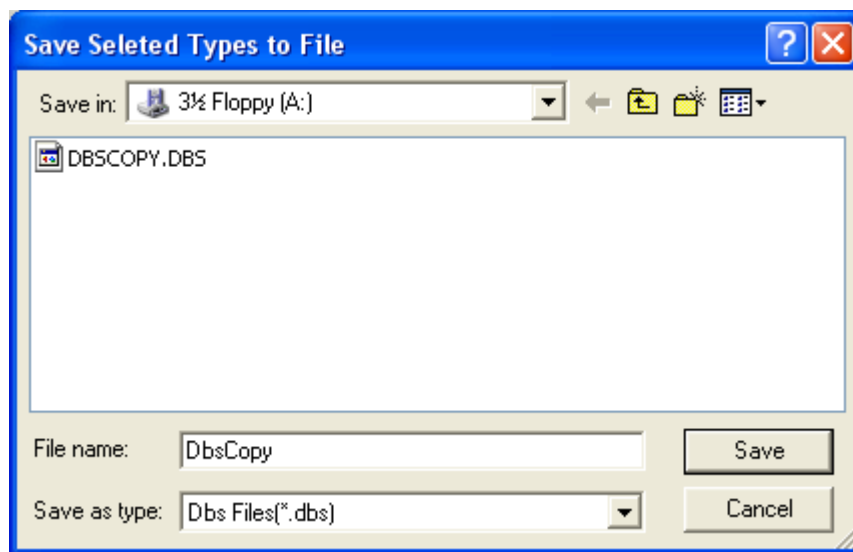 Save Seleted Types to File
Save in: 3½ Floppy (A:)
DBSCOPY.DBS
File name: DbsCopy Save
Save as type: Dbs Files(*.dbs) Cancel